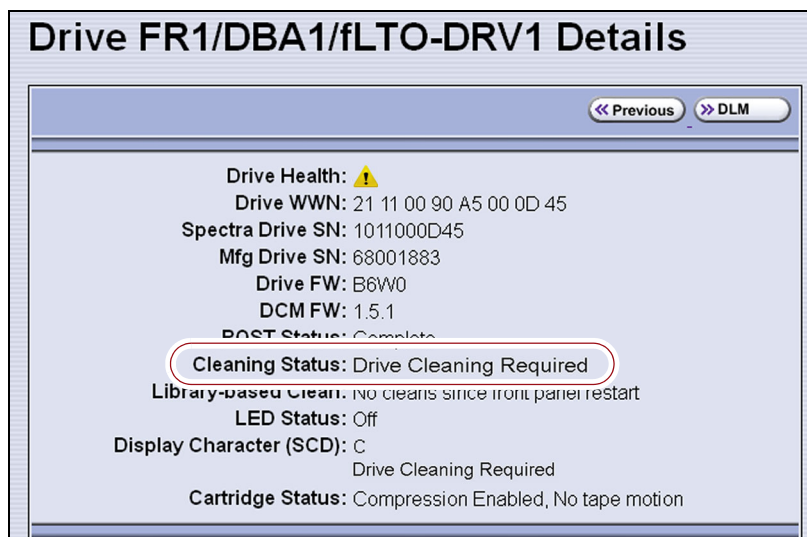 Drive FR1/DBA1/fLTO-DRV1 Details
Previous DLM
Drive Health:
Drive WWN: 21 11 00 90 A5 00 0D 45
Spectra Drive SN: 1011000D45
Mfg Drive SN: 68001883
Drive FW: B6W0
DCM FW: 1.5.1
POST Status: Complete
Cleaning Status: Drive Cleaning Required
Library-based Clean: No cleans since front panel restart
LED Status: Off
Display Character (SCD): C
Drive Cleaning Required
Cartridge Status: Compression Enabled, No tape motion